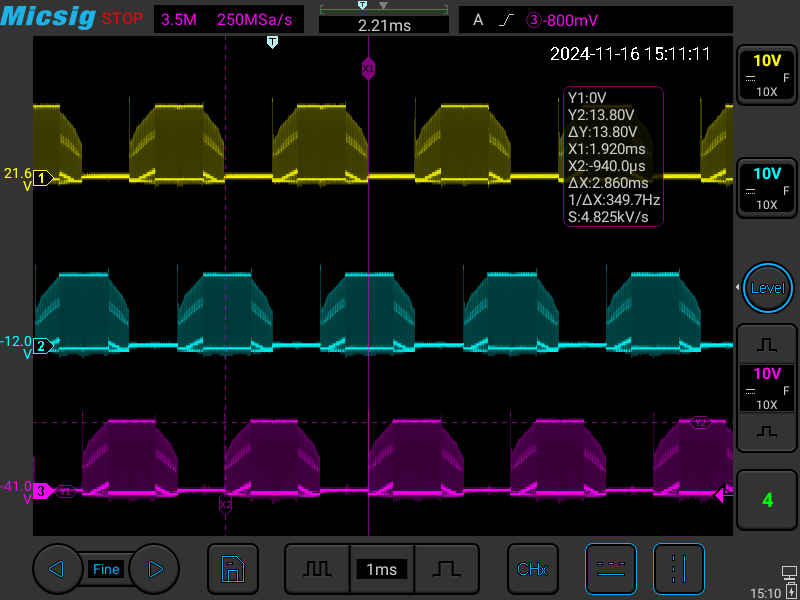 Micsig STOP 3.5M 250MSa/s T 2.21ms A ③-800mV
T
2024-11-16 15:11:11
10V
F
10X
X1
Y1:0V
Y2:13.80V
ΔY:13.80V
X1:1.920ms
X2:-940.0µs
ΔX:2.860ms
1/ΔX:349.7Hz
S:4.825kV/s
21.6
V
1
10V
F
10X
Level
-12.0
V
2
10V
F
10X
Y2
-41.0
V
3
Y1
X2
4
Fine
1ms
CHx
15:10